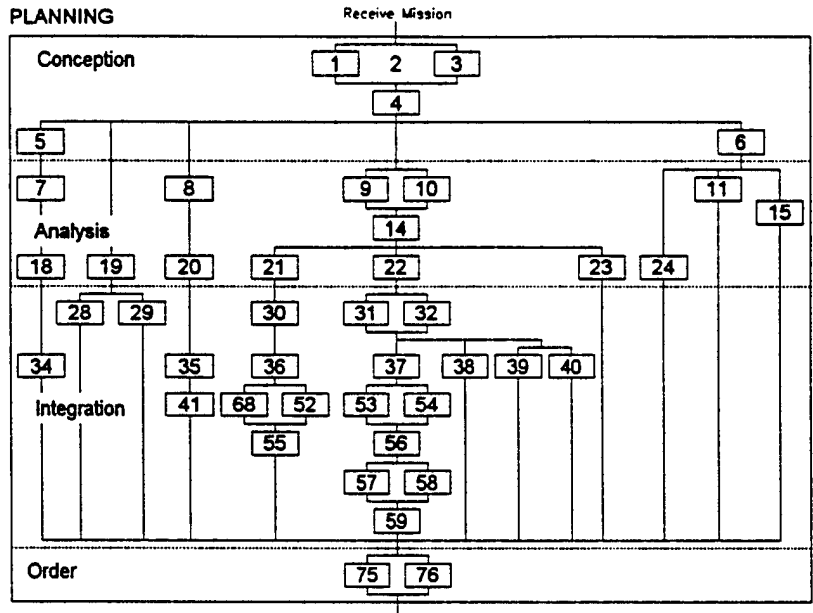 PLANNING
Receive Mission
Conception
1 2 3
4
5 6
7 8 9 10 11
15
14
Analysis
18 19 20 21 22 23 24
28 29 30 31 32
34 35 36 37 38 39 40
Integration
41 68 52 53 54
55 56
57 58
59
Order
75 76